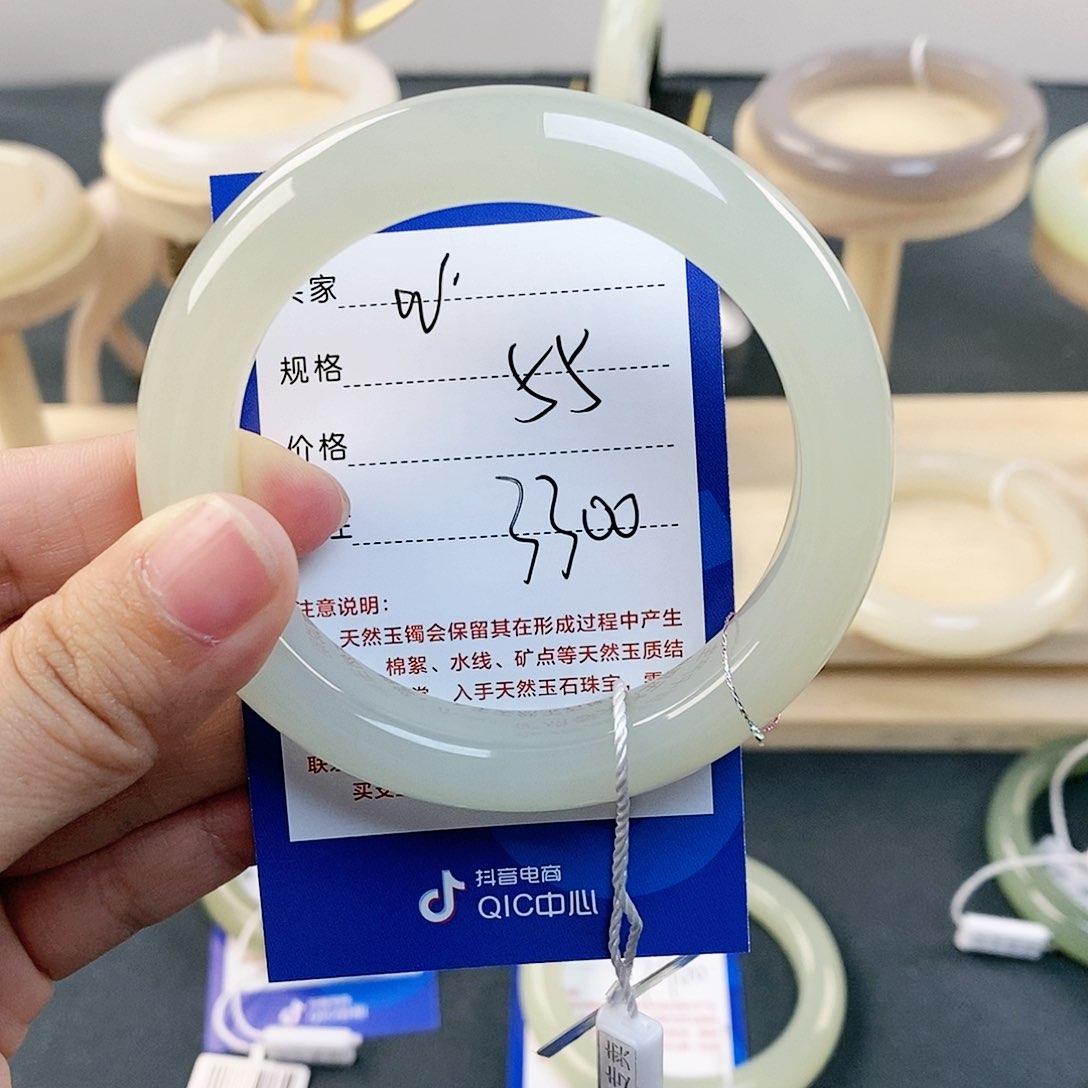 家
规格 55
价格
3300
注意说明:
天然玉镯会保留其在形成过程中产生
棉絮、水线、矿点等天然玉质结
入手天然玉石珠宝,需
联
买
抖音电商
QIC中心